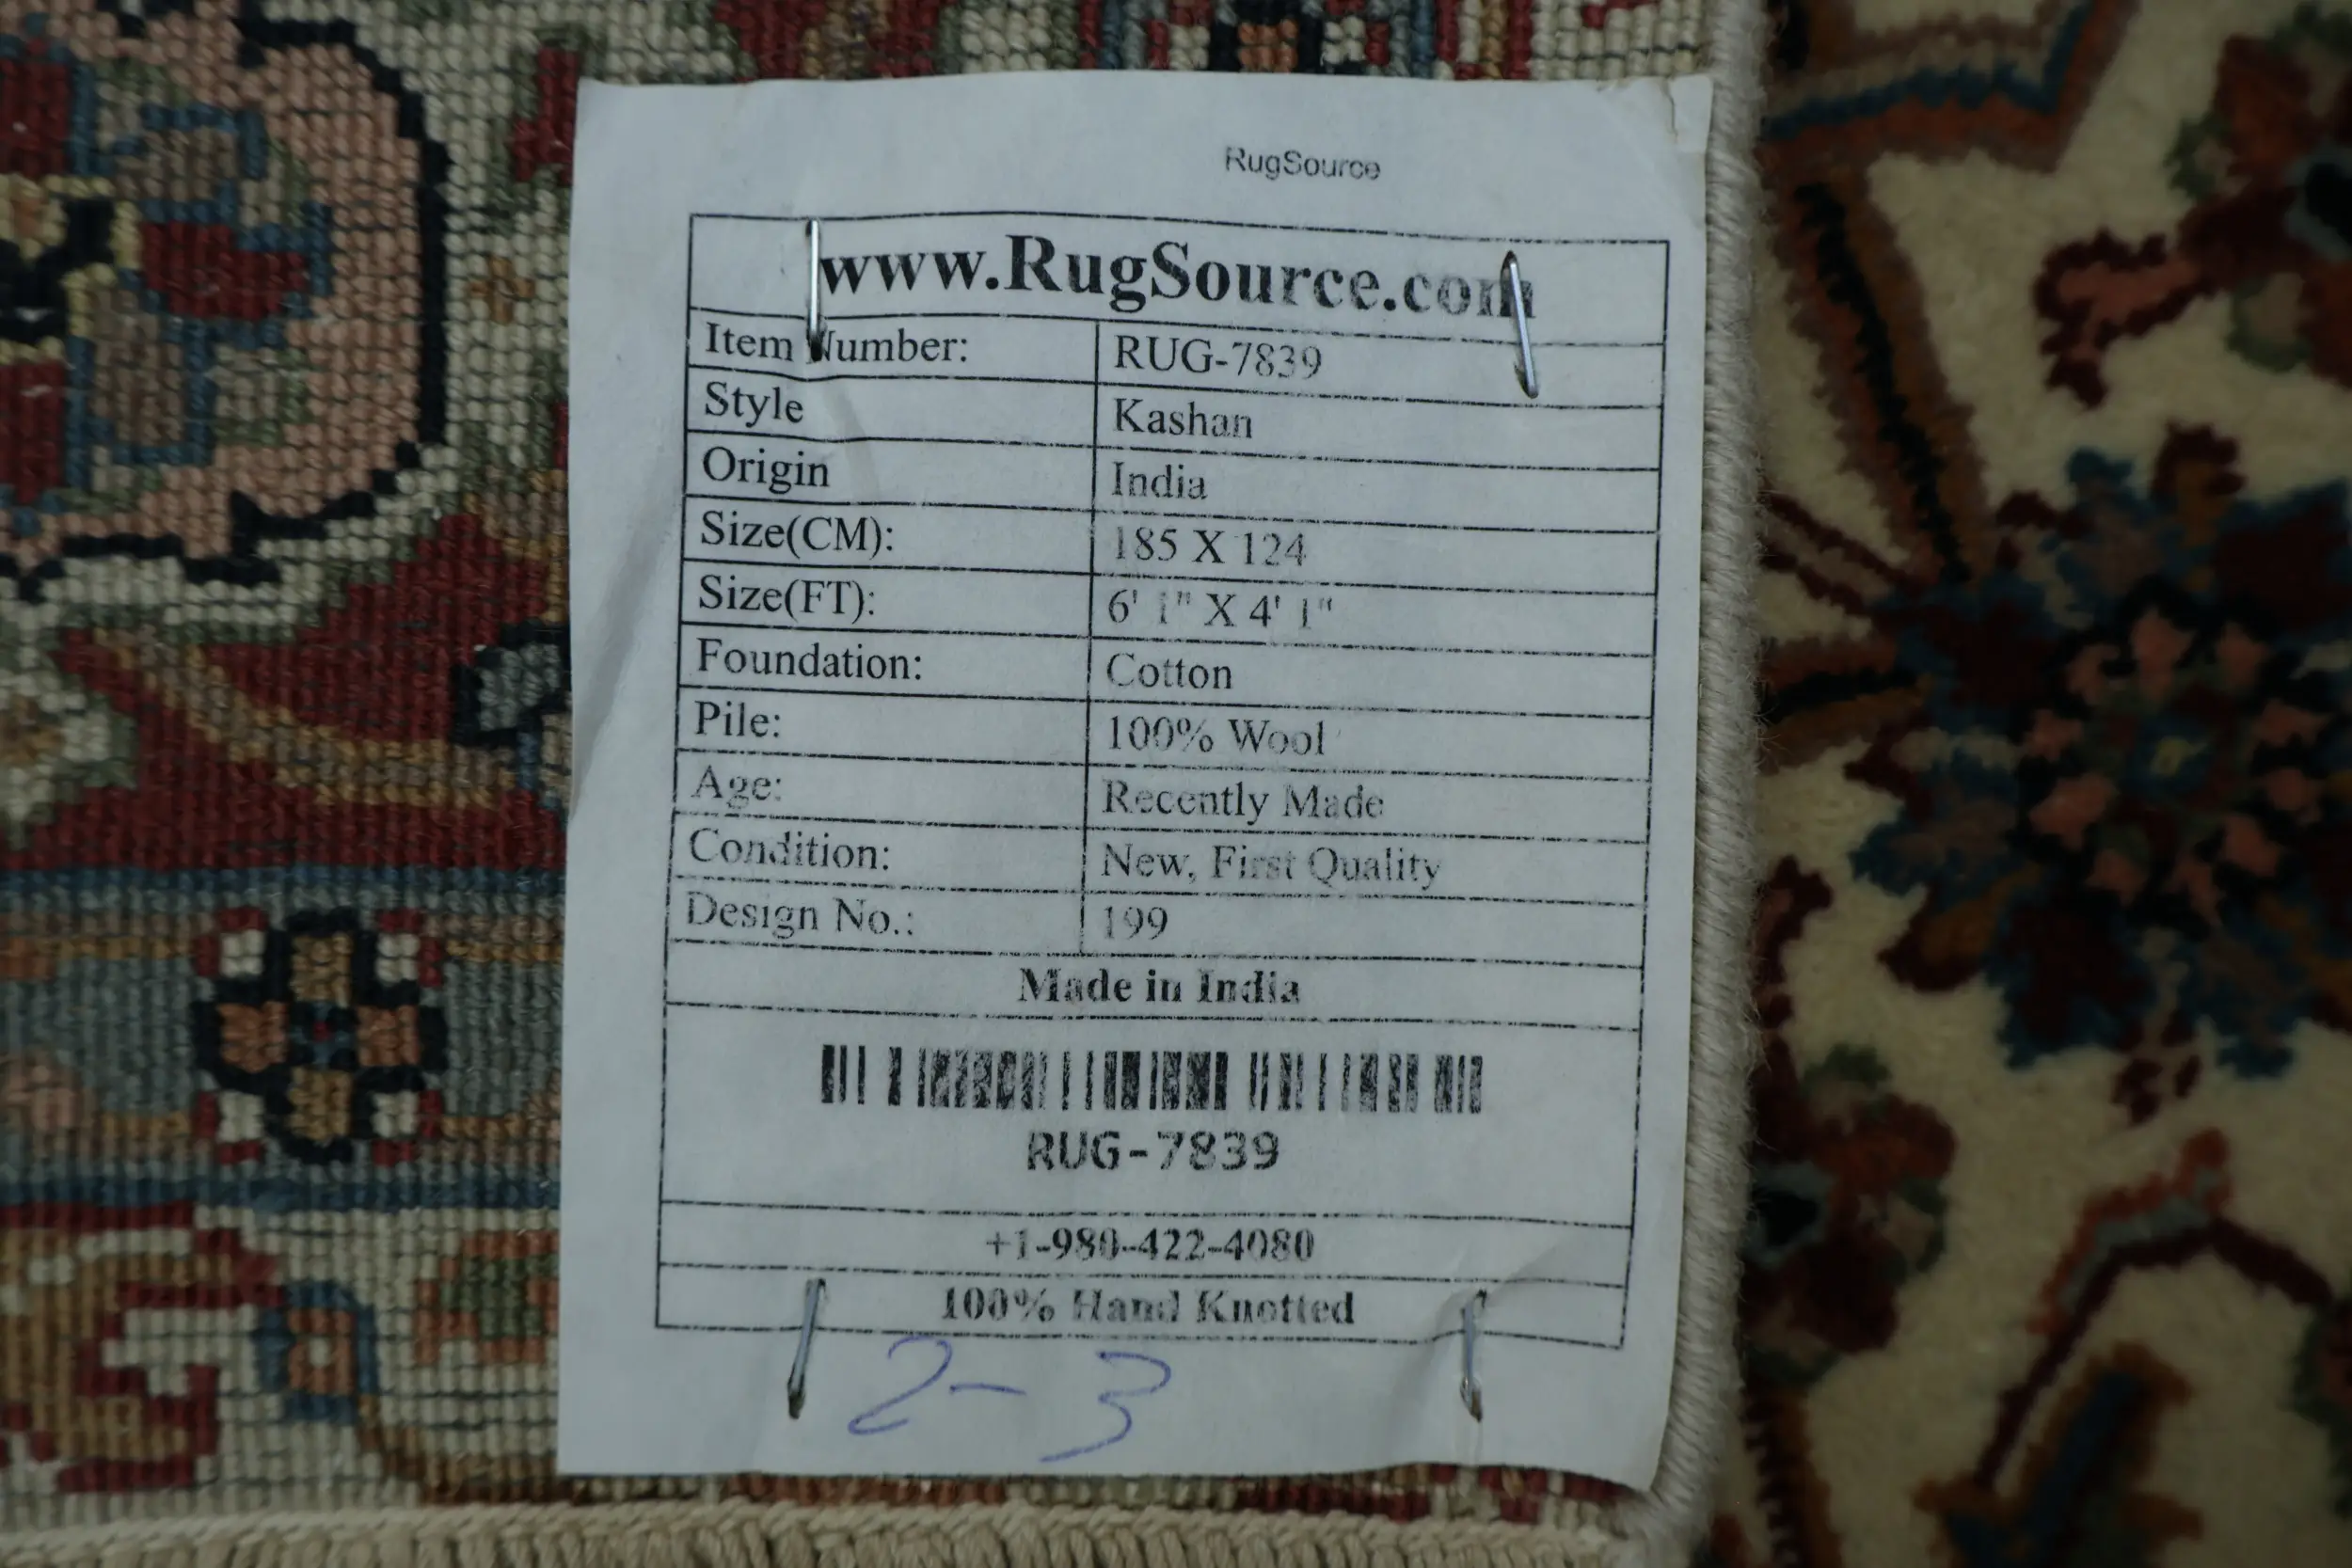 RugSource
www.RugSource.com
Item Number: RUG-7839
Style Kashan
Origin India
Size(CM): 185 X 124
Size(FT): 6' 1" X 4' 1"
Foundation: Cotton
Pile: 100% Wool
Age: Recently Made
Condition: New, First Quality
Design No.: 199
Made in India
RUG-7839
+1-980-422-4080
100% Hand Knotted
2-3